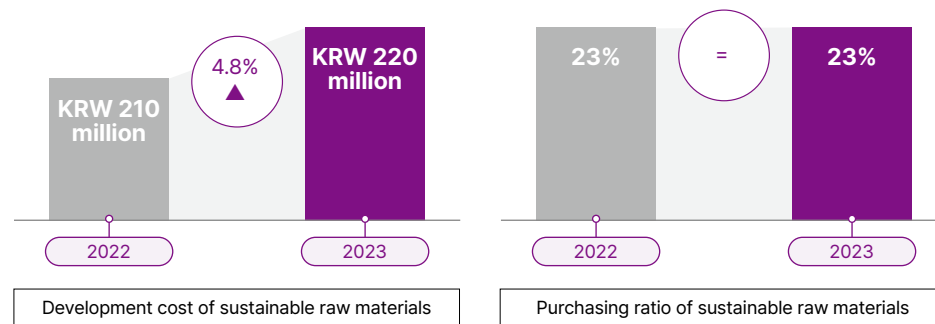 KRW 210
million
4.8%
▲
KRW 220
million
2022
2023
Development cost of sustainable raw materials
23%
=
23%
2022
2023
Purchasing ratio of sustainable raw materials